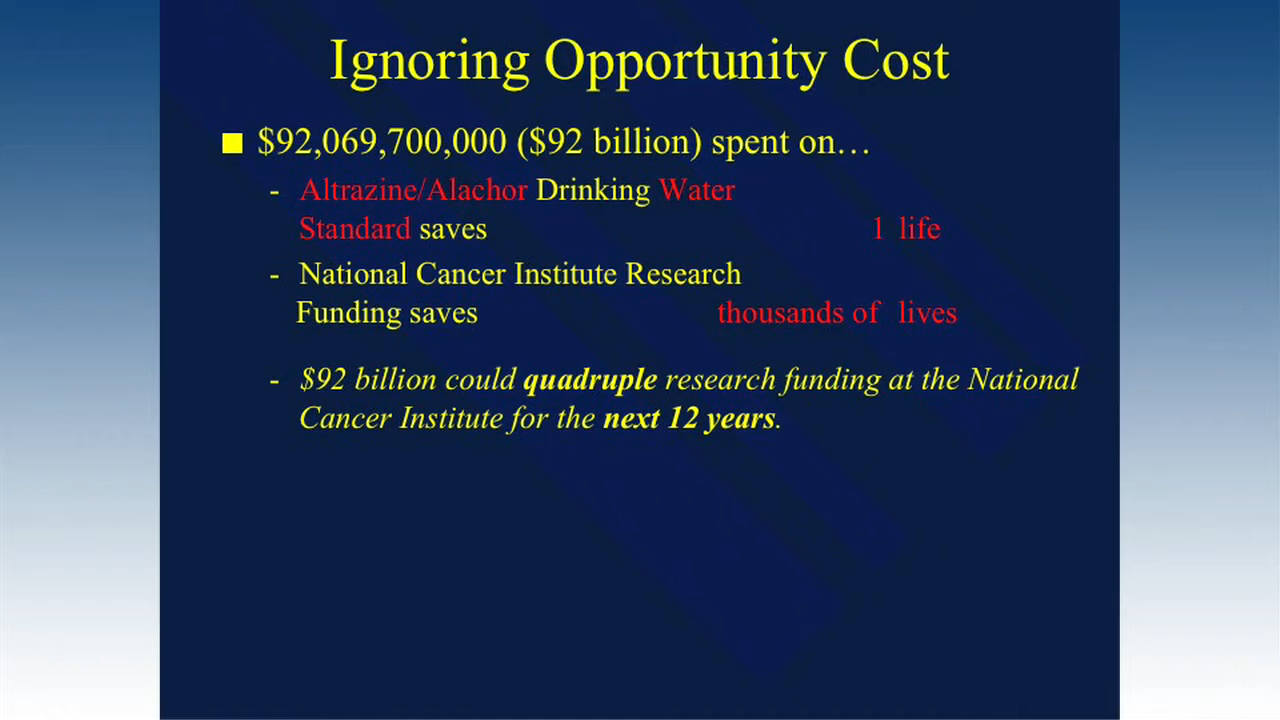 Ignoring Opportunity Cost
$92,069,700,000 ($92 billion) spent on…
- Altrazine/Alachor Drinking Water
Standard saves 1 life
- National Cancer Institute Research
Funding saves thousands of lives
- $92 billion could quadruple research funding at the National
Cancer Institute for the next 12 years.